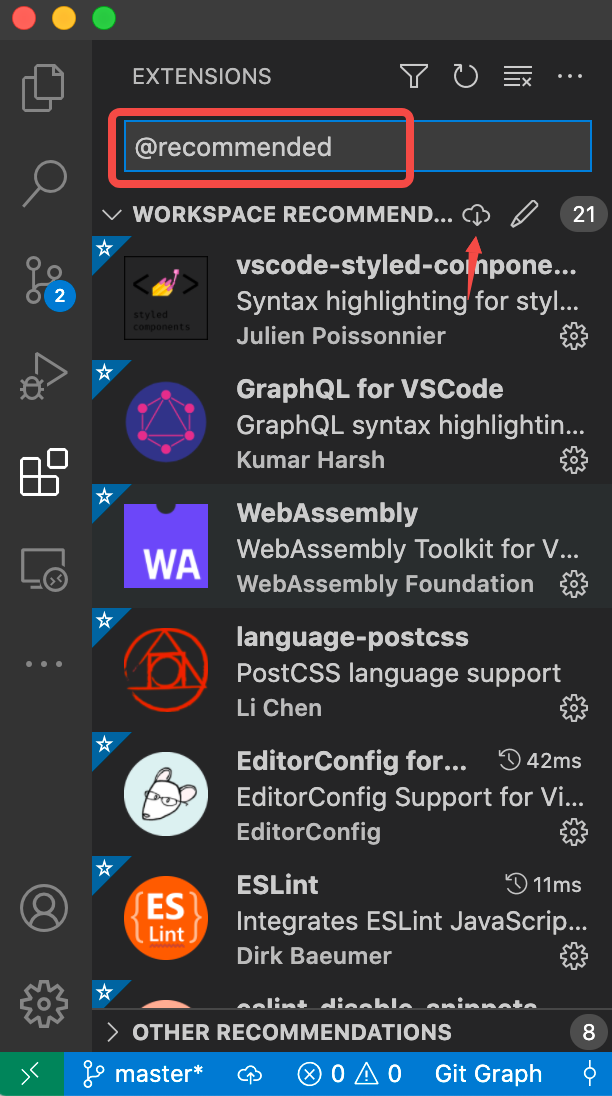 EXTENSIONS
@recommended
WORKSPACE RECOMMEND... 21
vscode-styled-compone...
styled
components
Syntax highlighting for styl...
Julien Poissonnier
GraphQL for VSCode
GraphQL syntax highlightin...
Kumar Harsh
WebAssembly
WA
WebAssembly Toolkit for V...
WebAssembly Foundation
language-postcss
PostCSS language support
Li Chen
2
EditorConfig for... 42ms
EditorConfig Support for Vi...
EditorConfig
ESLint 11ms
{ES
Lint}
Integrates ESLint JavaScrip...
Dirk Baeumer
eslint-disable-snippets
OTHER RECOMMENDATIONS 8
master* 0 0 Git Graph